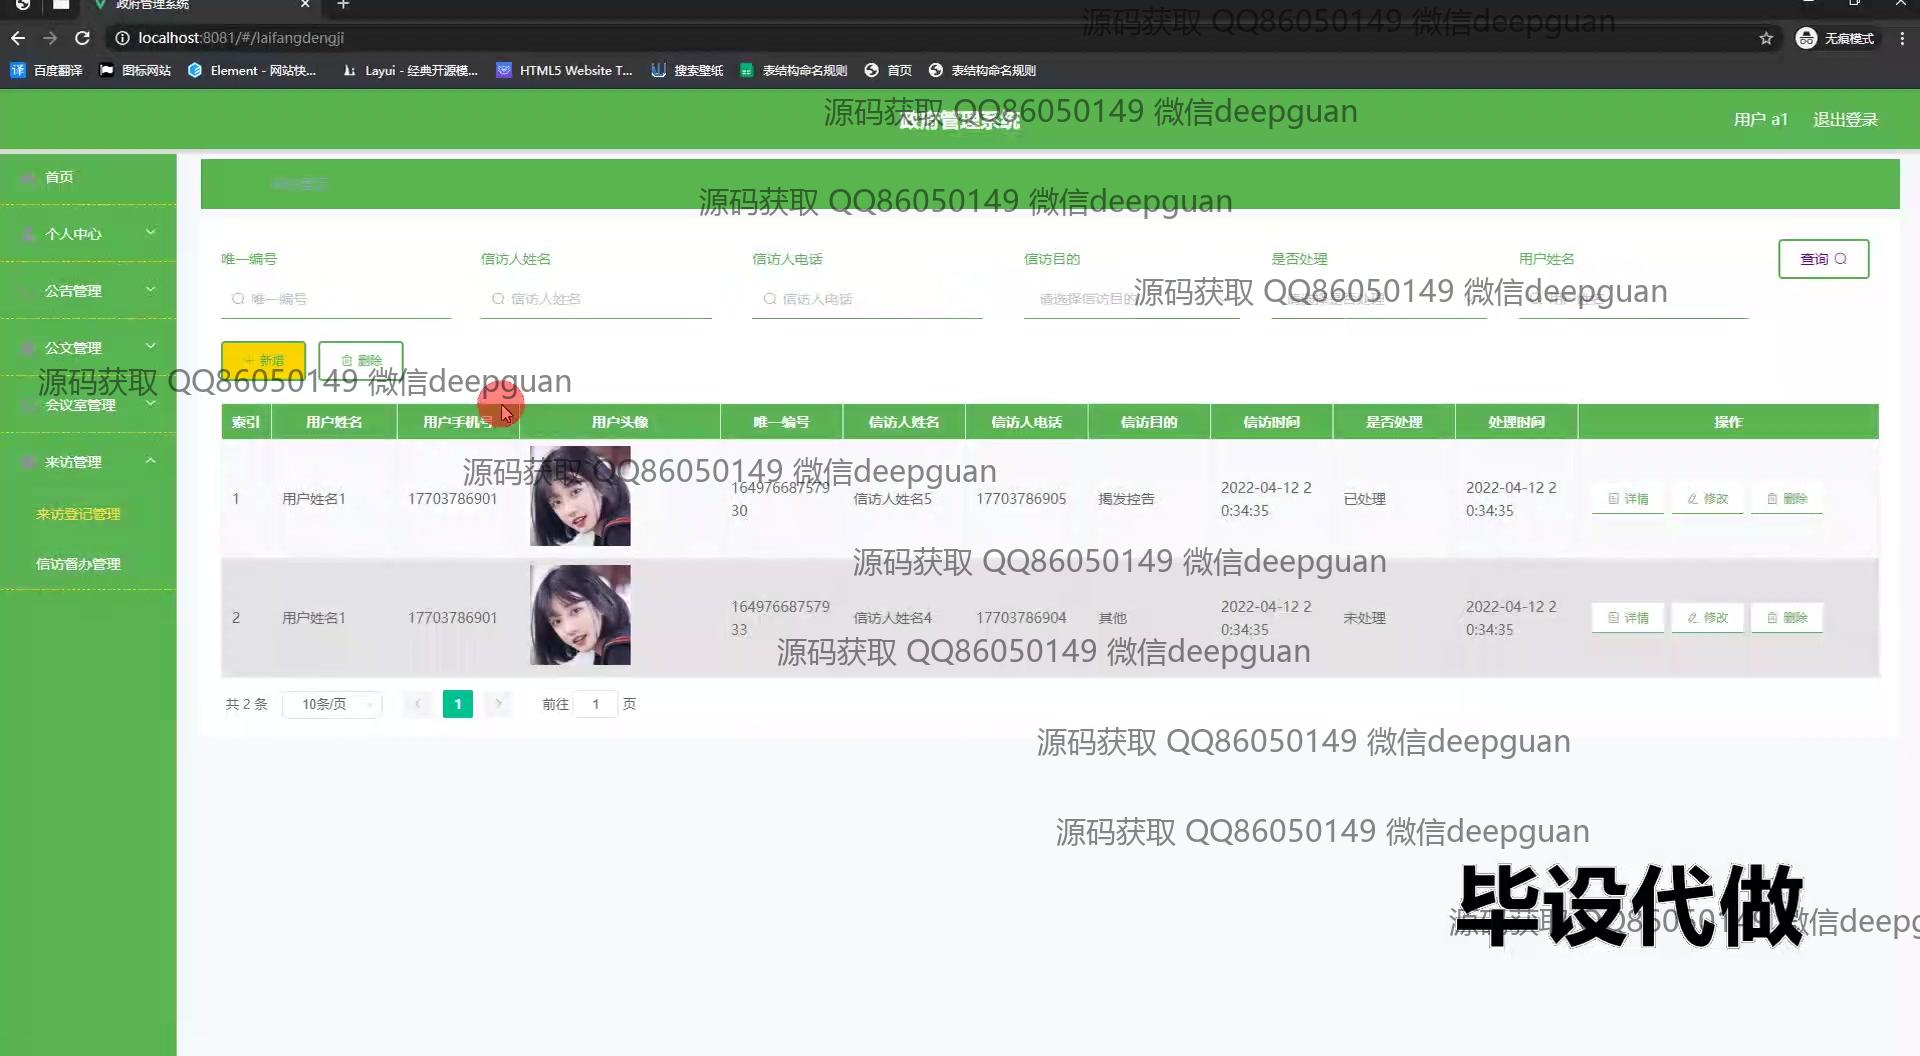 政府管理系统
源码获取 QQ86050149 微信deepguan
localhost:8081/#/laifangdengji
无痕模式
百度翻译
图标网站
Element - 网站快...
Layui - 经典开源模...
HTML5 Website T...
搜索壁纸
表结构命名规则
首页
表结构命名规则
源码获取 QQ86050149 微信deepguan
政府管理系统
用户 a1
退出登录
首页
源码获取 QQ86050149 微信deepguan
个人中心
唯一编号
信访人姓名
信访人电话
信访目的
是否处理
用户姓名
查询
公告管理
唯一编号
信访人姓名
信访人电话
请选择信访目的
源码获取 QQ86050149 微信deepguan
公文管理
新增
删除
源码获取 QQ86050149 微信deepguan
会议室管理
索引 用户姓名 用户手机号 用户头像 唯一编号 信访人姓名 信访人电话 信访目的 信访时间 是否处理 处理时间 操作
来访管理
源码获取 QQ86050149 微信deepguan
1 用户姓名1 17703786901 164976687579 信访人姓名5 17703786905 揭发控告 2022-04-12 2 已处理 2022-04-12 2 详情 修改 删除
30 0:34:35 0:34:35
来访登记管理
信访督办管理
源码获取 QQ86050149 微信deepguan
2 用户姓名1 17703786901 164976687579 信访人姓名4 17703786904 其他 2022-04-12 2 未处理 2022-04-12 2 详情 修改 删除
33 0:34:35 0:34:35
源码获取 QQ86050149 微信deepguan
共 2 条 10条/页 1 前往 1 页
源码获取 QQ86050149 微信deepguan
源码获取 QQ86050149 微信deepguan
毕设代做
源码获取 QQ86050149 微信deepg